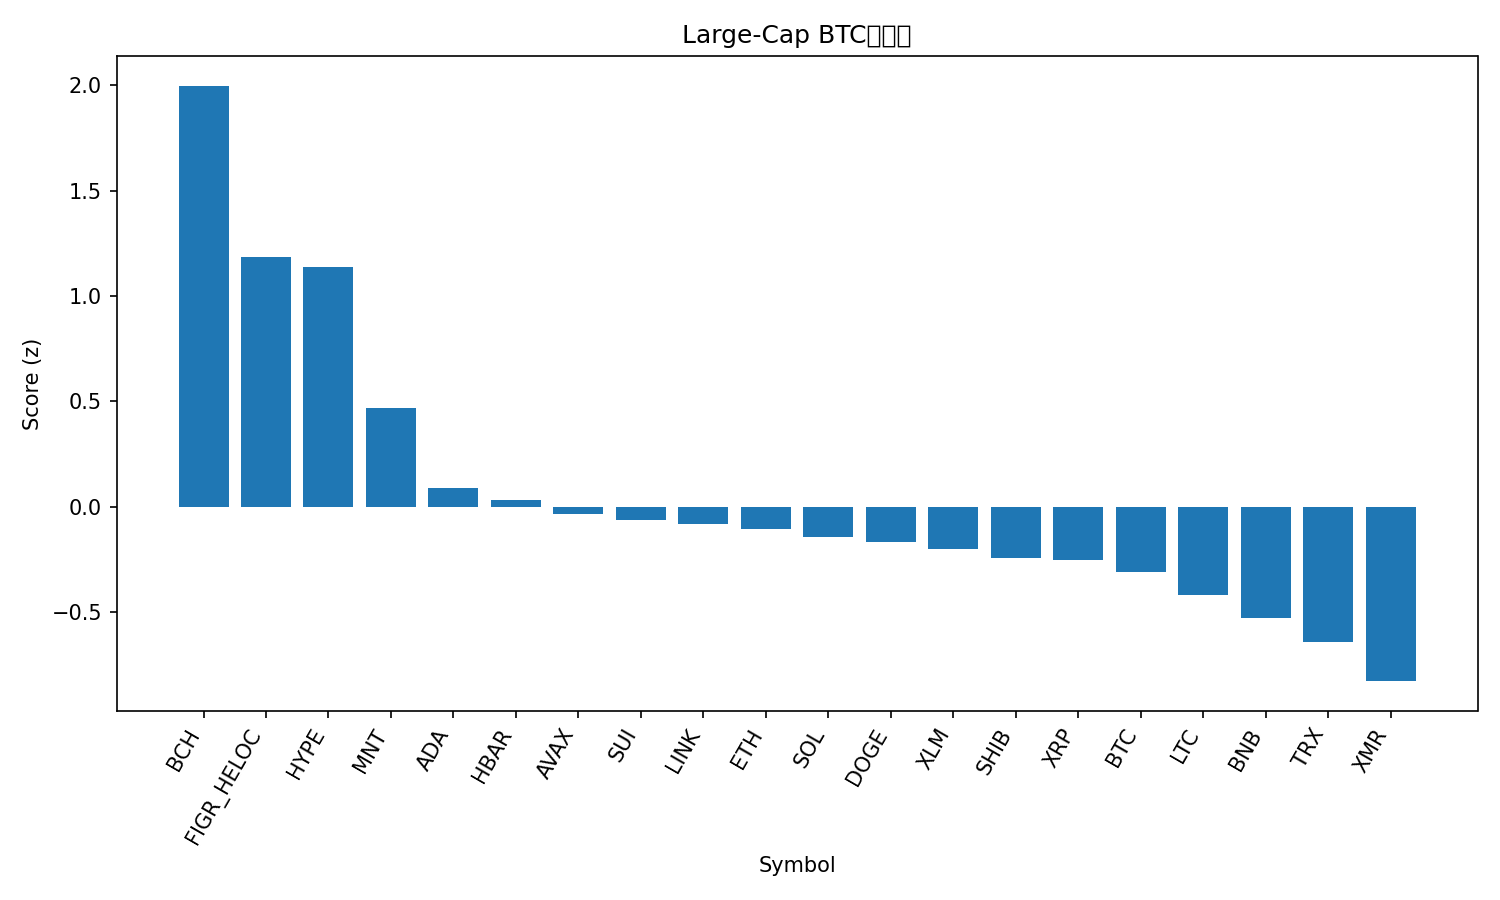 Large-Cap BTC
Score (z)
2.0
1.5
1.0
0.5
0.0
−0.5
BCH
FIGR_HELOC
HYPE
MNT
ADA
HBAR
AVAX
SUI
LINK
ETH
SOL
DOGE
XLM
SHIB
XRP
BTC
LTC
BNB
TRX
XMR
Symbol